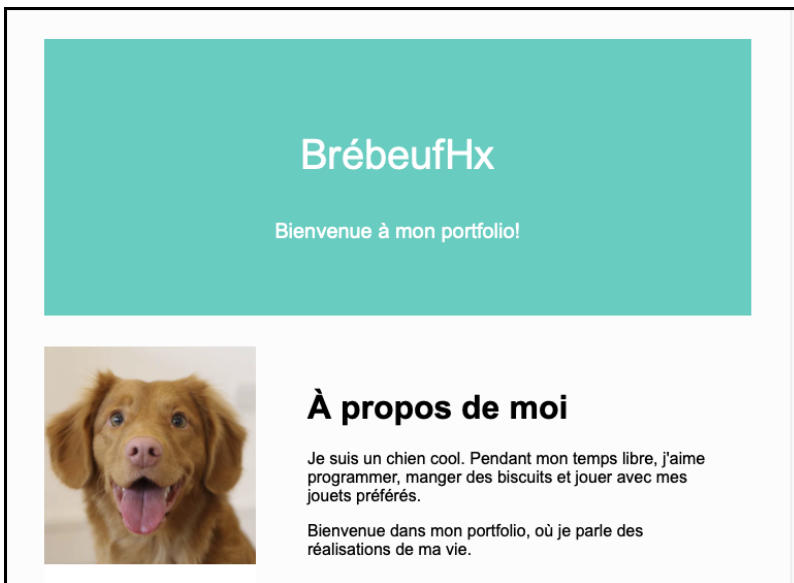 BrébeufHx
Bienvenue à mon portfolio!
À propos de moi
Je suis un chien cool. Pendant mon temps libre, j'aime
programmer, manger des biscuits et jouer avec mes
jouets préférés.
Bienvenue dans mon portfolio, où je parle des
réalisations de ma vie.